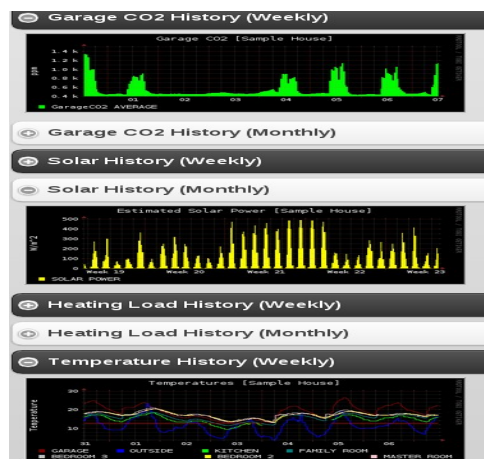 Garage CO2 History (Weekly)
Garage CO2 [Sample House]
ppm
1.4 k
1.2 k
1.0 k
0.8 k
0.6 k
0.4 k
01 02 03 04 05 06 07
GarageCO2 AVERAGE
Garage CO2 History (Monthly)
Solar History (Weekly)
Solar History (Monthly)
Estimated Solar Power [Sample House]
W/m^2
500
400
300
200
100
0
Week 19 Week 20 Week 21 Week 22 Week 23
SOLAR POWER
Heating Load History (Weekly)
Heating Load History (Monthly)
Temperature History (Weekly)
Temperatures [Sample House]
Temperature
30
20
10
31 01 02 03 04 05 06
GARAGE OUTSIDE KITCHEN FAMILY ROOM
BEDROOM 3 BEDROOM 2 MASTER ROOM